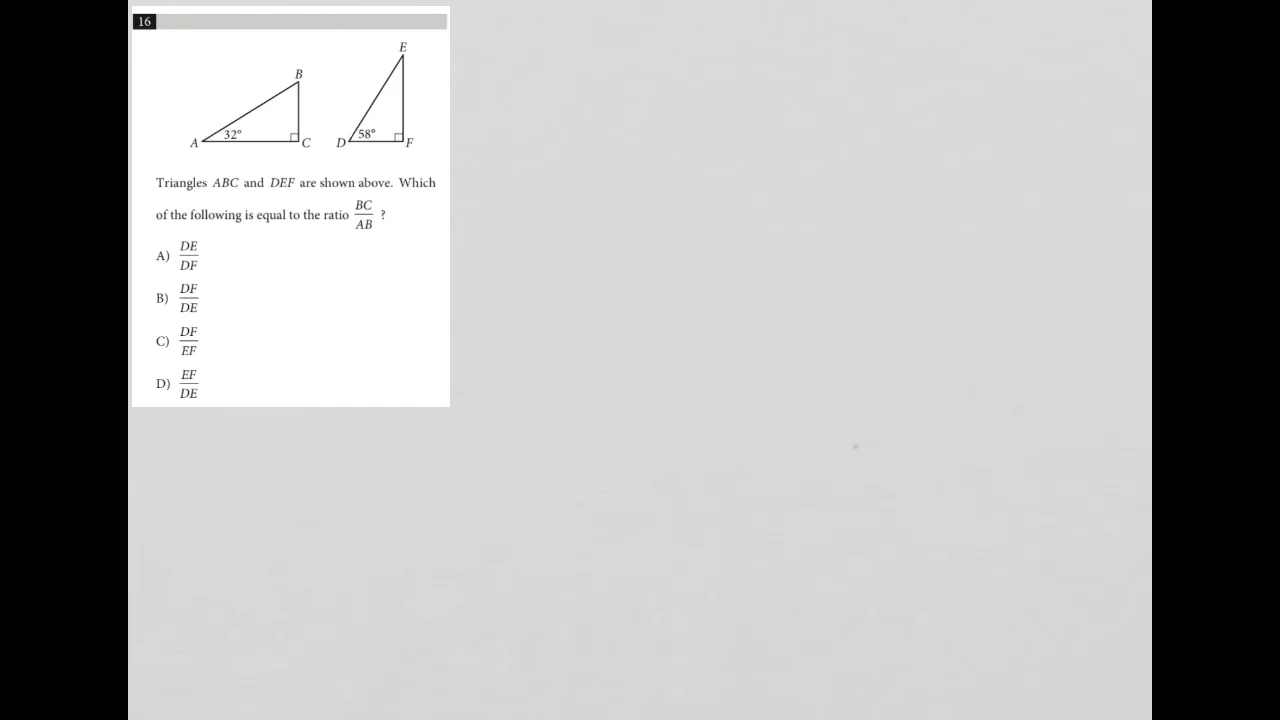 16
E
B
32°
58°
A
C
D
F
Triangles ABC and DEF are shown above. Which
of the following is equal to the ratio BC/AB ?
A) DE/DF
B) DF/DE
C) DF/EF
D) EF/DE